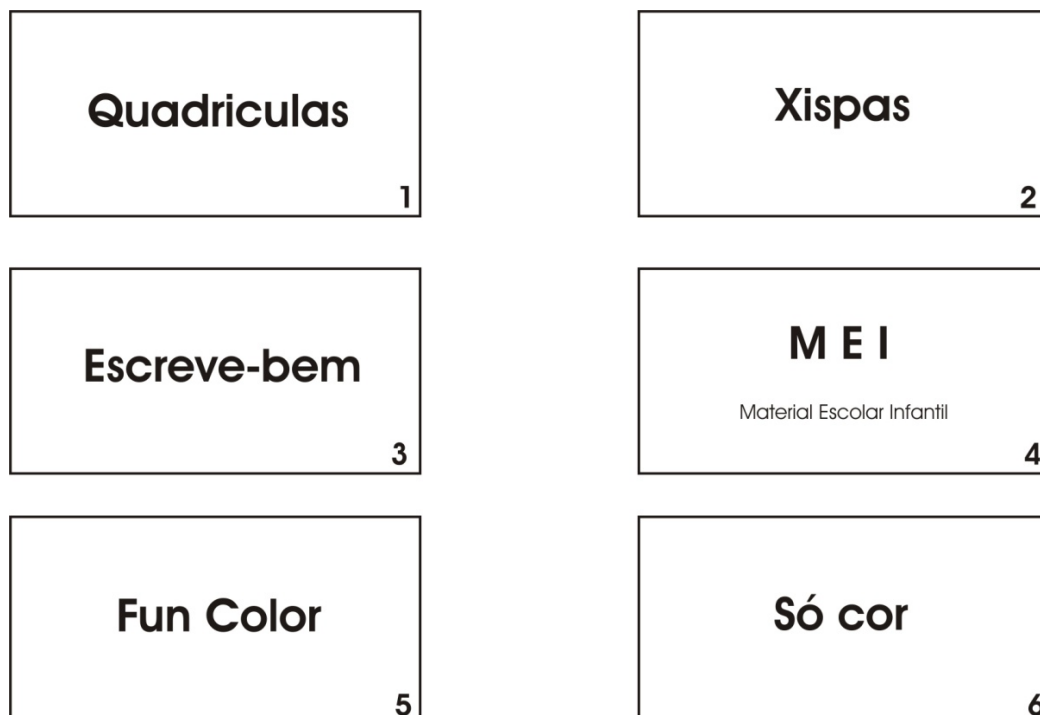 Quadriculas
1
Xispas
2
Escreve-bem
3
M E I
Material Escolar Infantil
4
Fun Color
5
Só cor
6